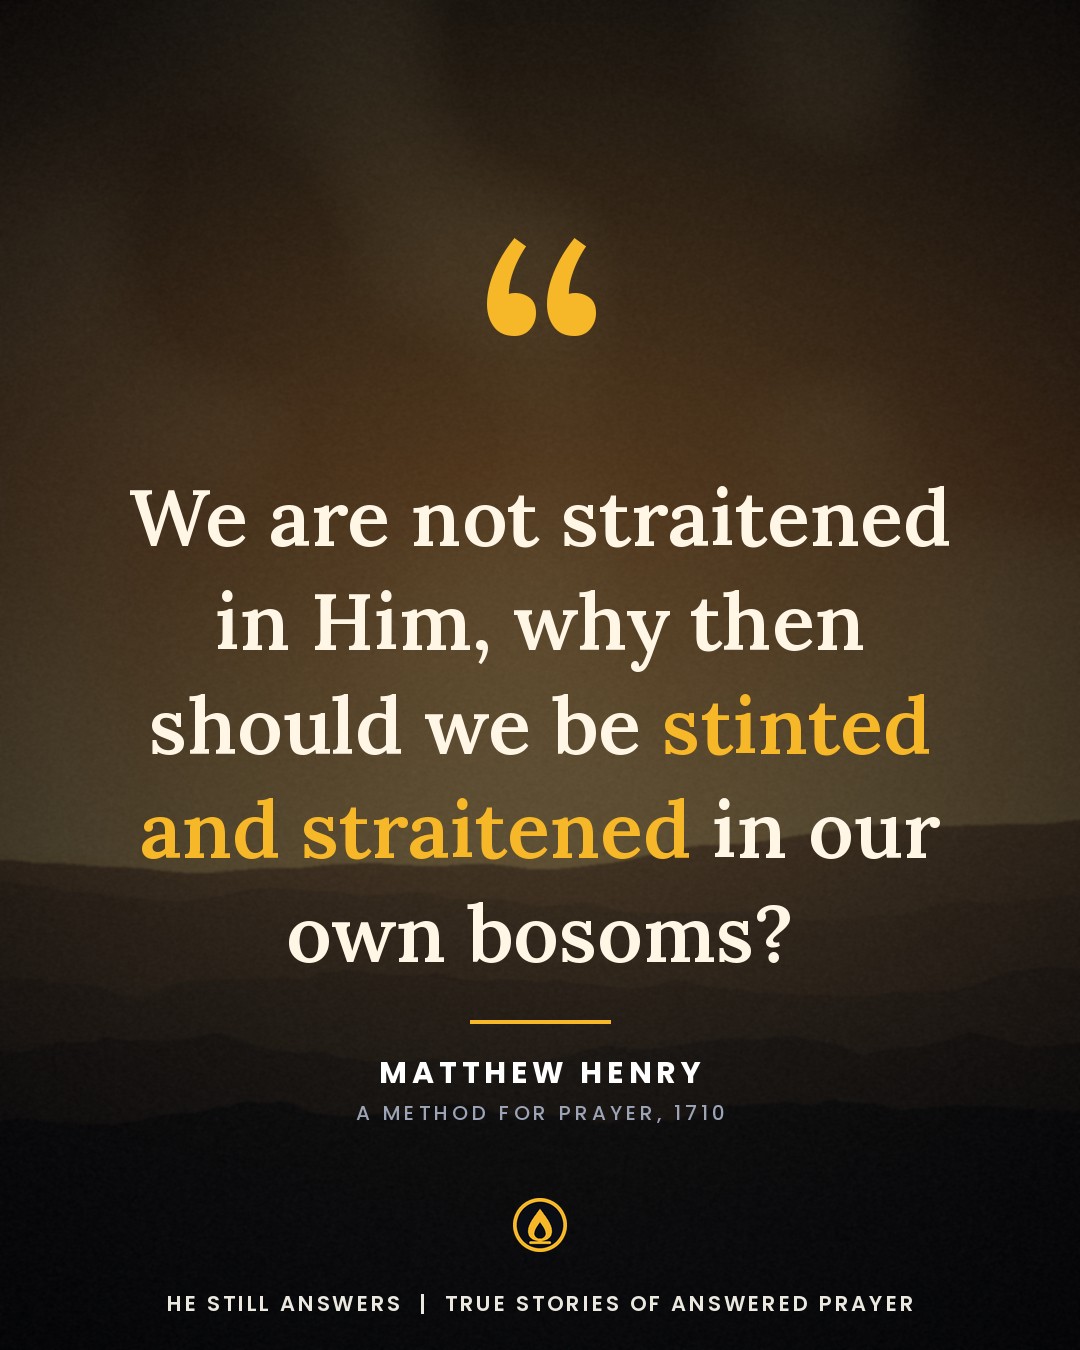 “
We are not straitened
in Him, why then
should we be stinted
and straitened in our
own bosoms?
MATTHEW HENRY
A METHOD FOR PRAYER, 1710
HE STILL ANSWERS | TRUE STORIES OF ANSWERED PRAYER